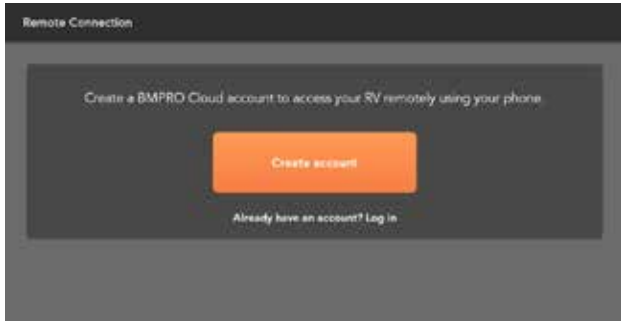 Remote Connection
Create a BMPRO Cloud account to access your RV remotely using your phone.
Create account
Already have an account? Log in